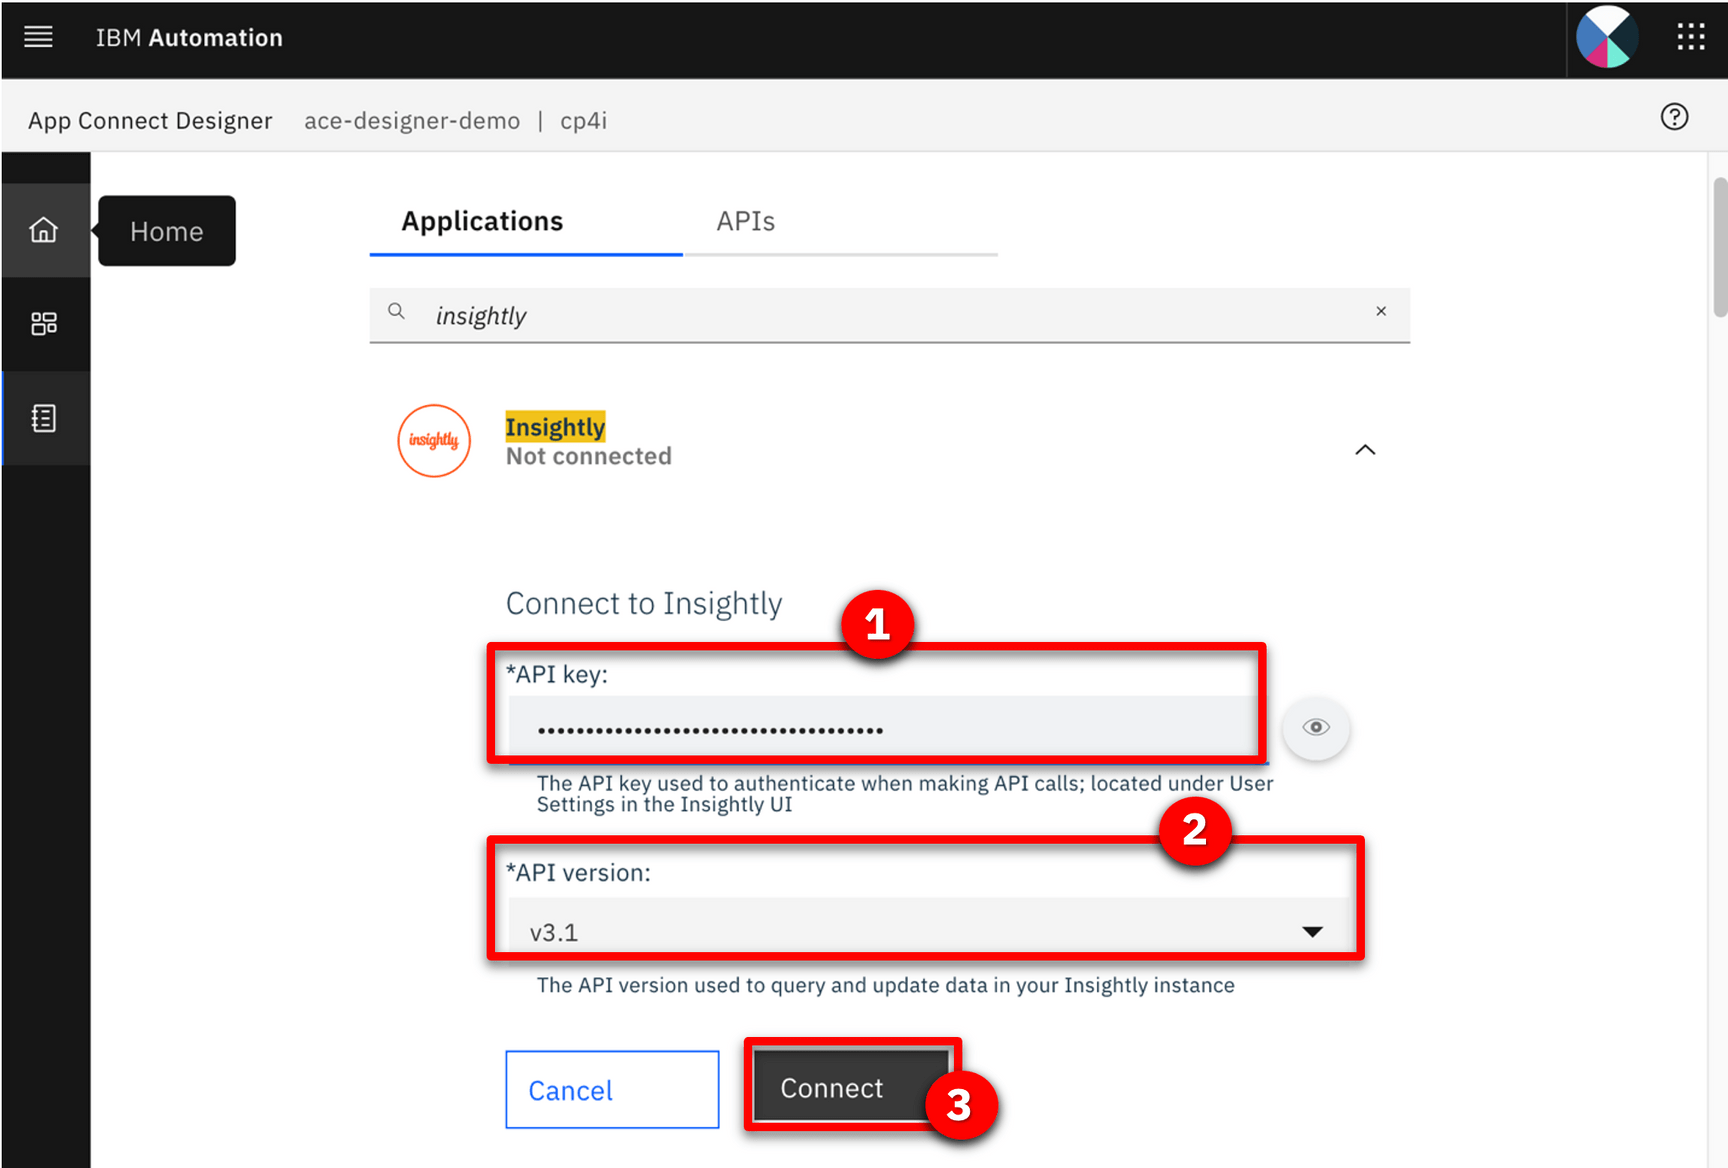 IBM Automation
App Connect Designer ace-designer-demo | cp4i
Home
Applications APIs
insightly
insightly
Insightly
Not connected
Connect to Insightly
1
*API key:
••••••••••••••••••••••••••••••••••••
The API key used to authenticate when making API calls; located under User
Settings in the Insightly UI
2
*API version:
v3.1
The API version used to query and update data in your Insightly instance
Cancel Connect
3